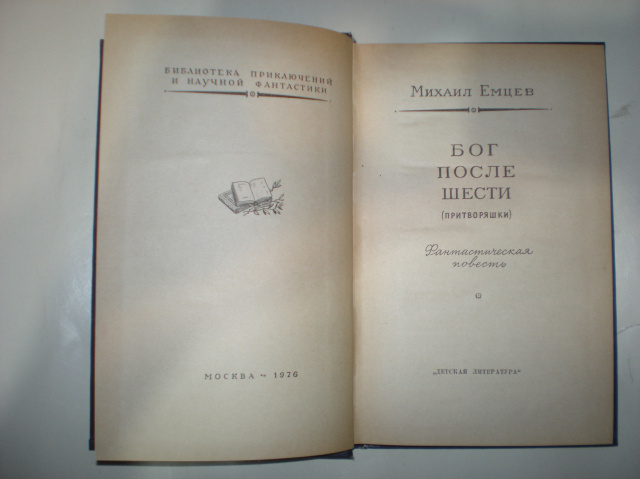 БИБЛИОТЕКА ПРИКЛЮЧЕНИЙ
И НАУЧНОЙ ФАНТАСТИКИ
МОСКВА ~ 1976
МИХАИЛ ЕМЦЕВ
БОГ
ПОСЛЕ
ШЕСТИ
(ПРИТВОРЯШКИ)
Фантастическая
повесть
„ДЕТСКАЯ ЛИТЕРАТУРА“